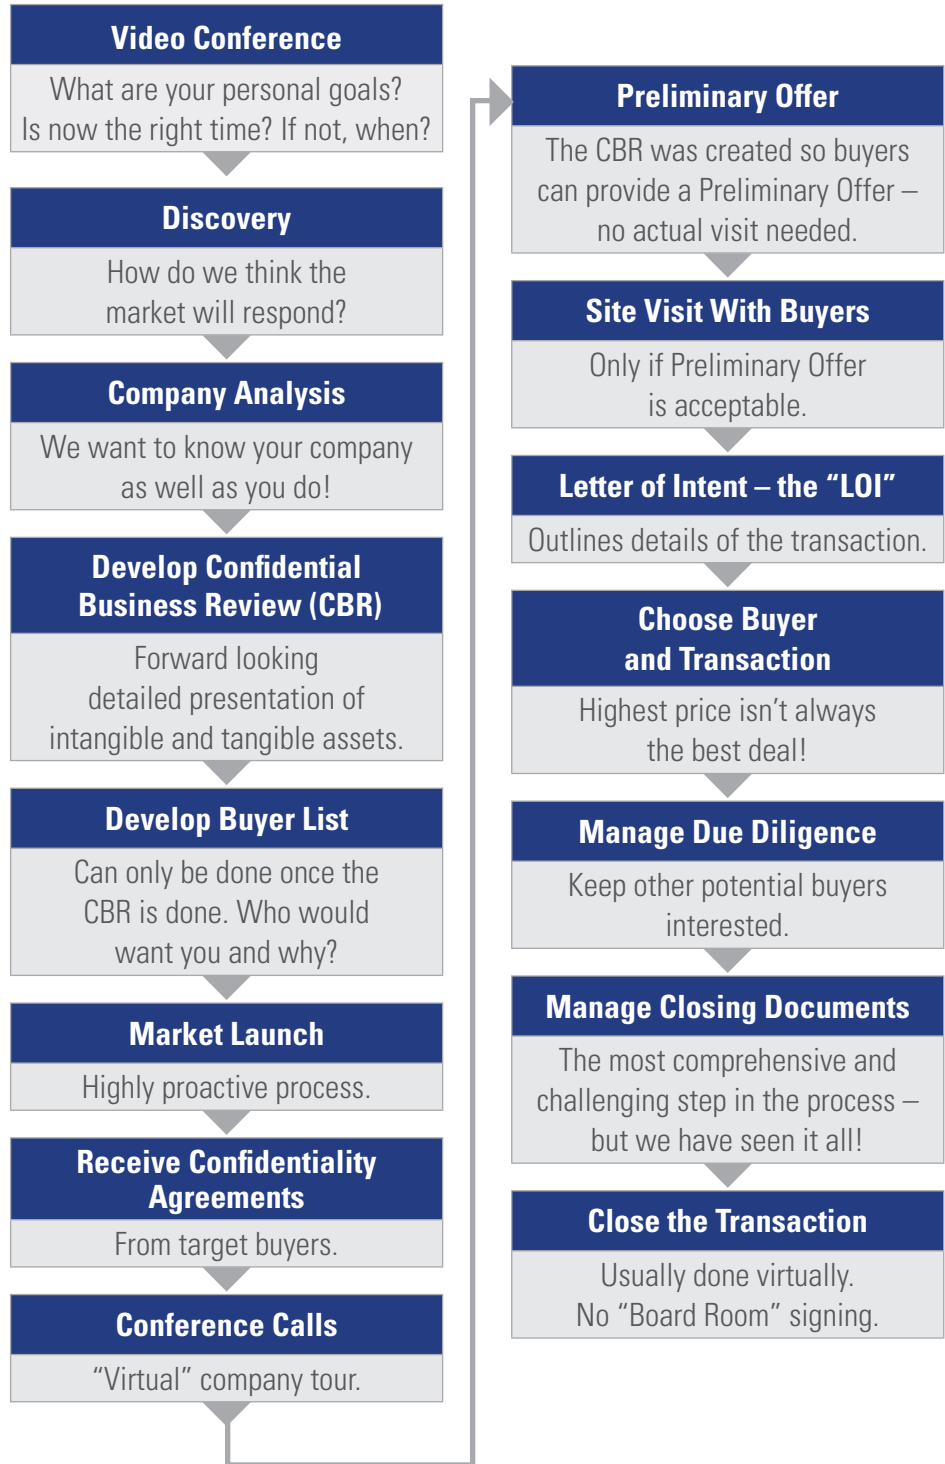 Video Conference
What are your personal goals?
Is now the right time? If not, when?
Discovery
How do we think the
market will respond?
Company Analysis
We want to know your company
as well as you do!
Develop Confidential
Business Review (CBR)
Forward looking
detailed presentation of
intangible and tangible assets.
Develop Buyer List
Can only be done once the
CBR is done. Who would
want you and why?
Market Launch
Highly proactive process.
Receive Confidentiality
Agreements
From target buyers.
Conference Calls
“Virtual” company tour.
Preliminary Offer
The CBR was created so buyers
can provide a Preliminary Offer –
no actual visit needed.
Site Visit With Buyers
Only if Preliminary Offer
is acceptable.
Letter of Intent – the “LOI”
Outlines details of the transaction.
Choose Buyer
and Transaction
Highest price isn’t always
the best deal!
Manage Due Diligence
Keep other potential buyers
interested.
Manage Closing Documents
The most comprehensive and
challenging step in the process –
but we have seen it all!
Close the Transaction
Usually done virtually.
No “Board Room” signing.